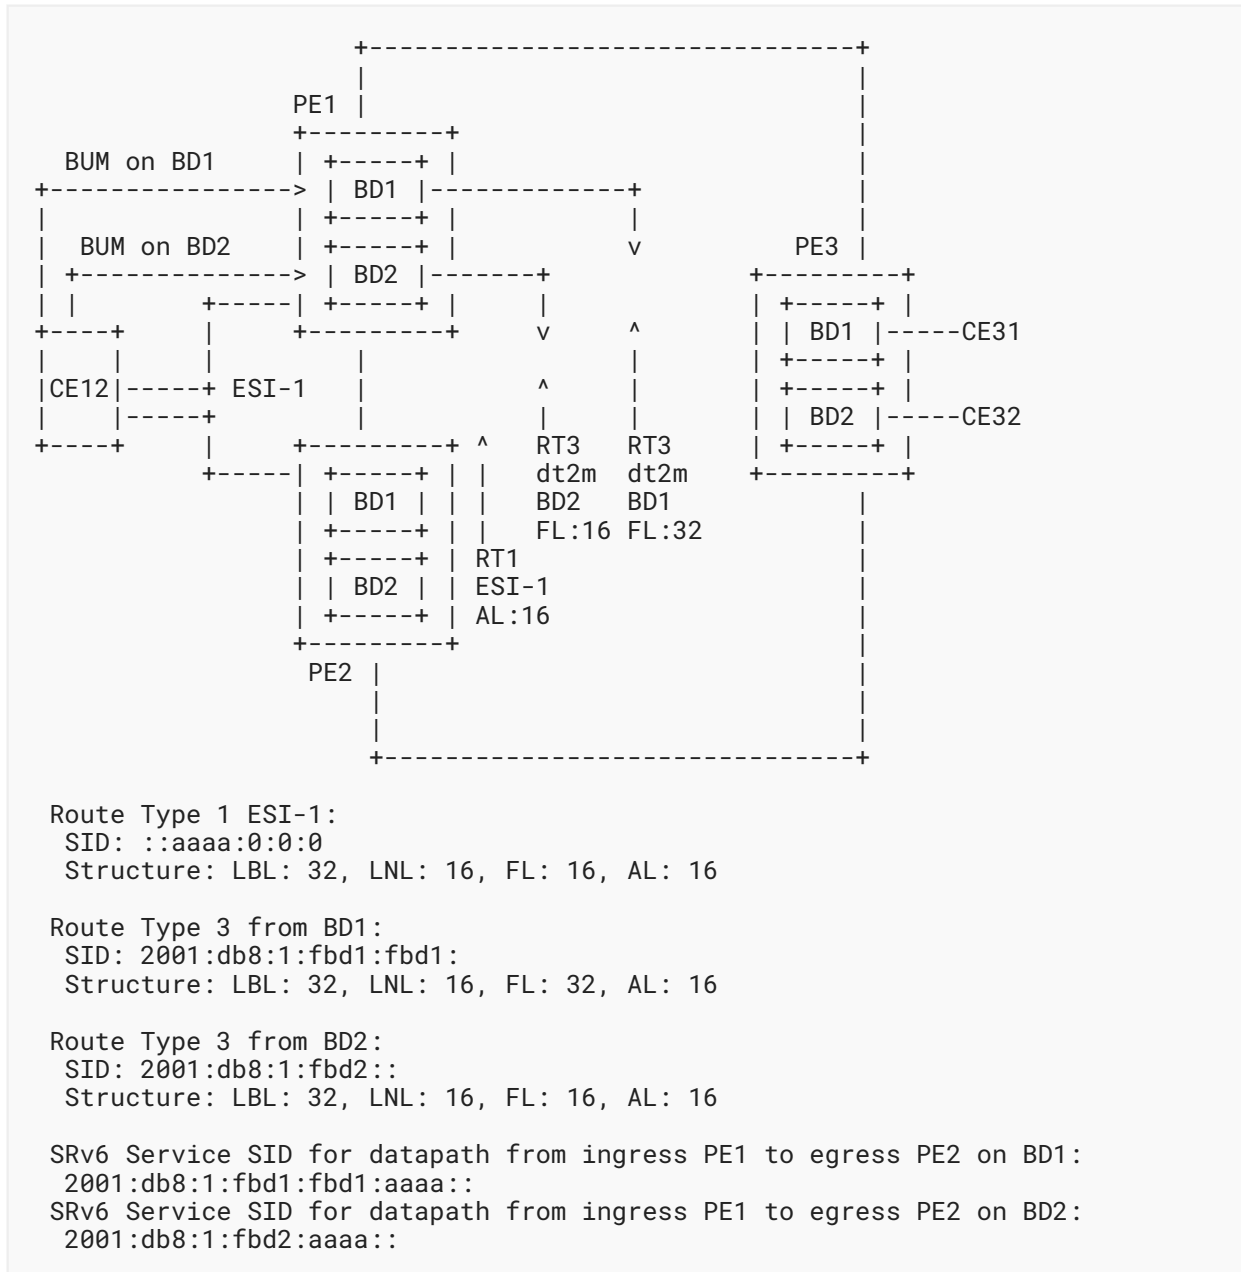 +--------------------------------+
                     |                                |
                 PE1 |                                |
                 +---------+                          |
  BUM on BD1     | +-----+ |                          |
+----------------> | BD1 |-------------+              |
|                | +-----+ |           |              |
|  BUM on BD2    | +-----+ |           v          PE3 |
| +--------------> | BD2 |-------+             +---------+
| |        +-----| +-----+ |     |             | +-----+ |
+----+     |     +---------+     v     ^       | | BD1 |-----CE31
|    |     |         |                 |       | +-----+ |
|CE12|-----+ ESI-1   |           ^     |       | +-----+ |
|    |-----+         |           |     |       | | BD2 |-----CE32
+----+     |     +---------+ ^   RT3   RT3     | +-----+ |
           +-----| +-----+ | |   dt2m  dt2m    +---------+
                 | | BD1 | | |   BD2   BD1            |
                 | +-----+ | |   FL:16 FL:32          |
                 | +-----+ | RT1                      |
                 | | BD2 | | ESI-1                    |
                 | +-----+ | AL:16                    |
                 +---------+                          |
                  PE2 |                               |
                      |                               |
                      |                               |
                      +-------------------------------+

Route Type 1 ESI-1:
 SID: ::aaaa:0:0:0
 Structure: LBL: 32, LNL: 16, FL: 16, AL: 16

Route Type 3 from BD1:
 SID: 2001:db8:1:fbd1:fbd1:
 Structure: LBL: 32, LNL: 16, FL: 32, AL: 16

Route Type 3 from BD2:
 SID: 2001:db8:1:fbd2::
 Structure: LBL: 32, LNL: 16, FL: 16, AL: 16

SRv6 Service SID for datapath from ingress PE1 to egress PE2 on BD1:
 2001:db8:1:fbd1:fbd1:aaaa::
SRv6 Service SID for datapath from ingress PE1 to egress PE2 on BD2:
 2001:db8:1:fbd2:aaaa::